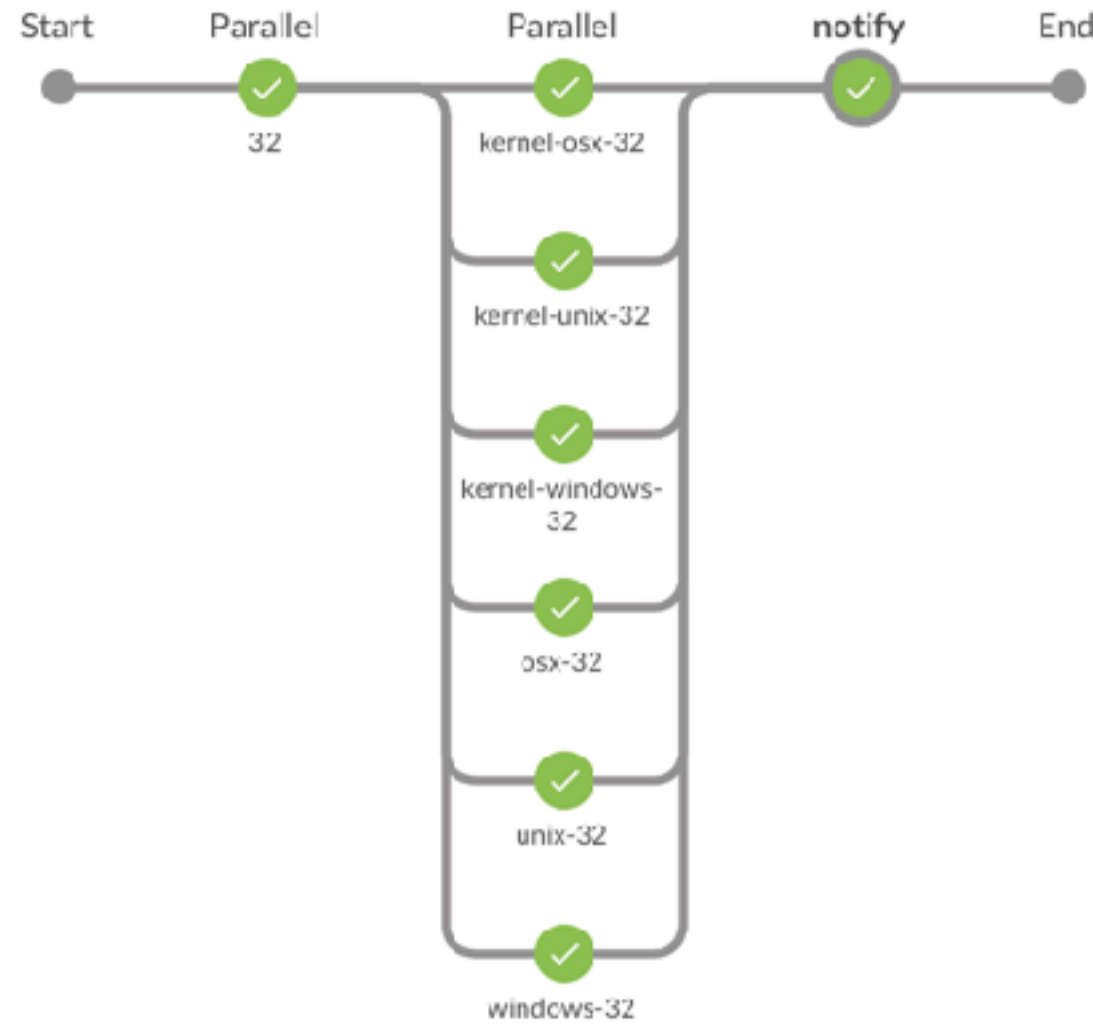 Start Parallel Parallel notify End
32
kernel-osx-32
kernel-unix-32
kernel-windows-
32
osx-32
unix-32
windows-32